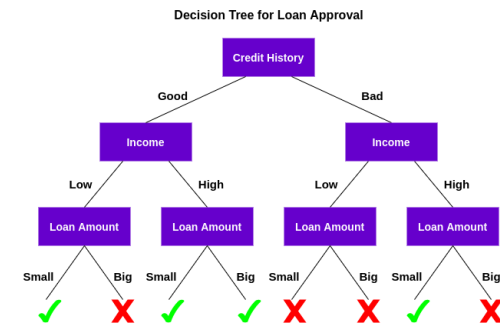 Decision Tree for Loan Approval
Credit History
Good
Bad
Income
Income
Low
High
Low
High
Loan Amount
Loan Amount
Loan Amount
Loan Amount
Small
Big
Small
Big
Small
Big
Small
Big